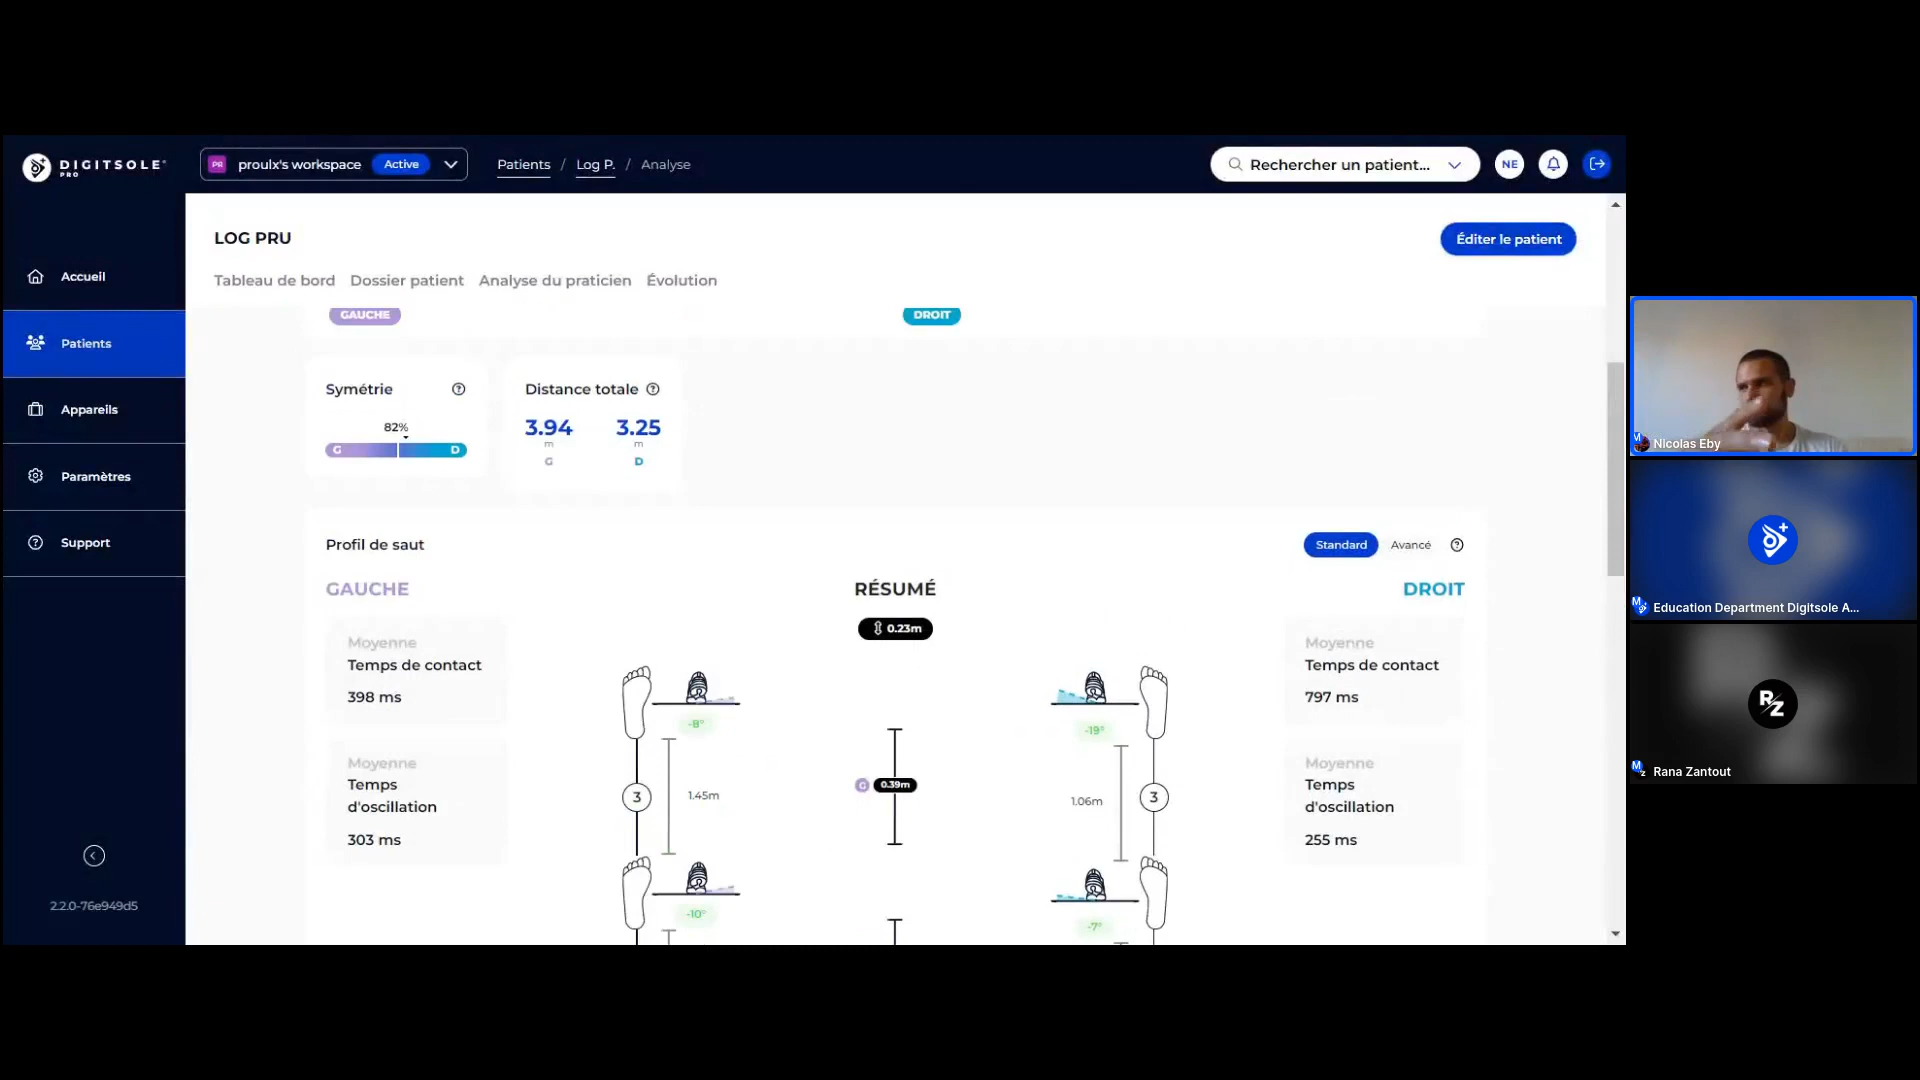 DIGITSOLE
PRO
PR proulx's workspace Active
Patients / Log P. / Analyse
Rechercher un patient...
NE
LOG PRU
Éditer le patient
Tableau de bord Dossier patient Analyse du praticien Évolution
Accueil
Patients
Appareils
Paramètres
Support
2.2.0-76e949d5
GAUCHE
DROIT
Symétrie ?
82%
G D
Distance totale ?
3.94 3.25
m m
G D
Profil de saut
Standard Avancé ?
GAUCHE
RÉSUMÉ
DROIT
0.23m
Moyenne
Temps de contact
398 ms
Moyenne
Temps
d'oscillation
303 ms
-8°
3
1.45m
-10°
G 0.39m
-19°
1.06m
3
-7°
Moyenne
Temps de contact
797 ms
Moyenne
Temps
d'oscillation
255 ms
Nicolas Eby
Education Department Digitsole A...
RZ
Rana Zantout